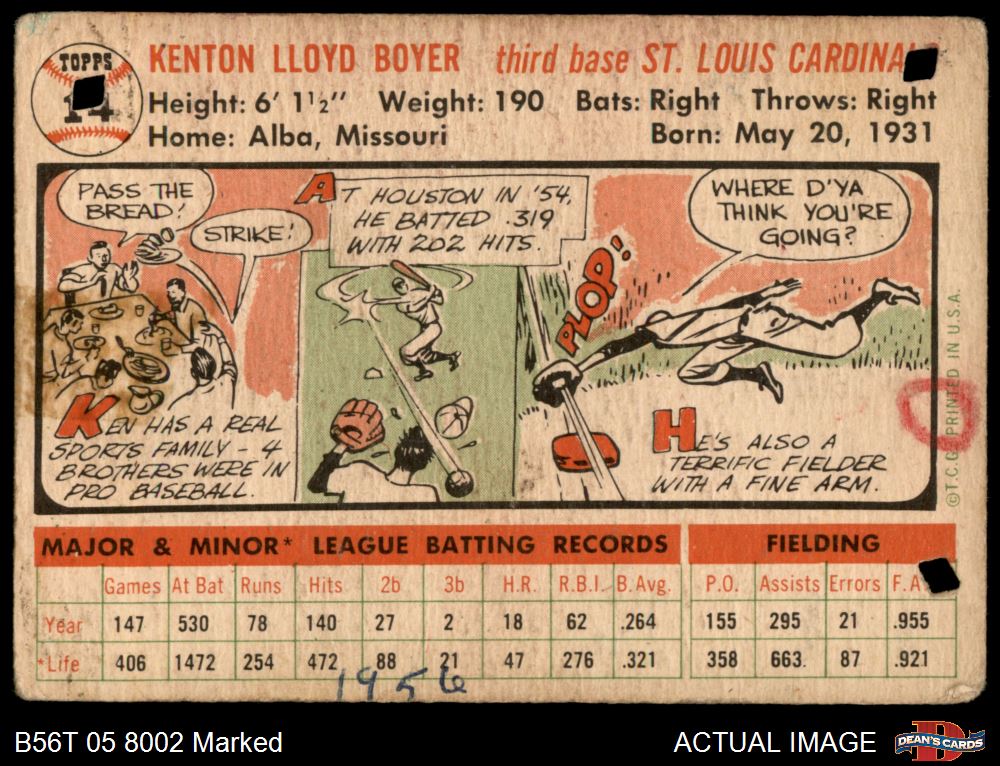 TOPPS
14
KENTON LLOYD BOYER third base ST. LOUIS CARDINA
Height: 6' 1½" Weight: 190 Bats: Right Throws: Right
Home: Alba, Missouri Born: May 20, 1931
PASS THE
BREAD!
STRIKE!
AT HOUSTON IN '54,
HE BATTED .319
WITH 202 HITS.
PLOP!
WHERE D'YA
THINK YOU'RE
GOING?
KEN HAS A REAL
SPORTS FAMILY - 4
BROTHERS WERE IN
PRO BASEBALL.
HE'S ALSO A
TERRIFIC FIELDER
WITH A FINE ARM.
©T.C.G. PRINTED IN U.S.A.
MAJOR & MINOR* LEAGUE BATTING RECORDS FIELDING
Games At Bat Runs Hits 2b 3b H.R. R.B.I. B.Avg. P.O. Assists Errors F.A
Year 147 530 78 140 27 2 18 62 .264 155 295 21 .955
*Life 406 1472 254 472 88 21 47 276 .321 358 663. 87 .921
1956
B56T 05 8002 Marked ACTUAL IMAGE
DEAN'S CARDS